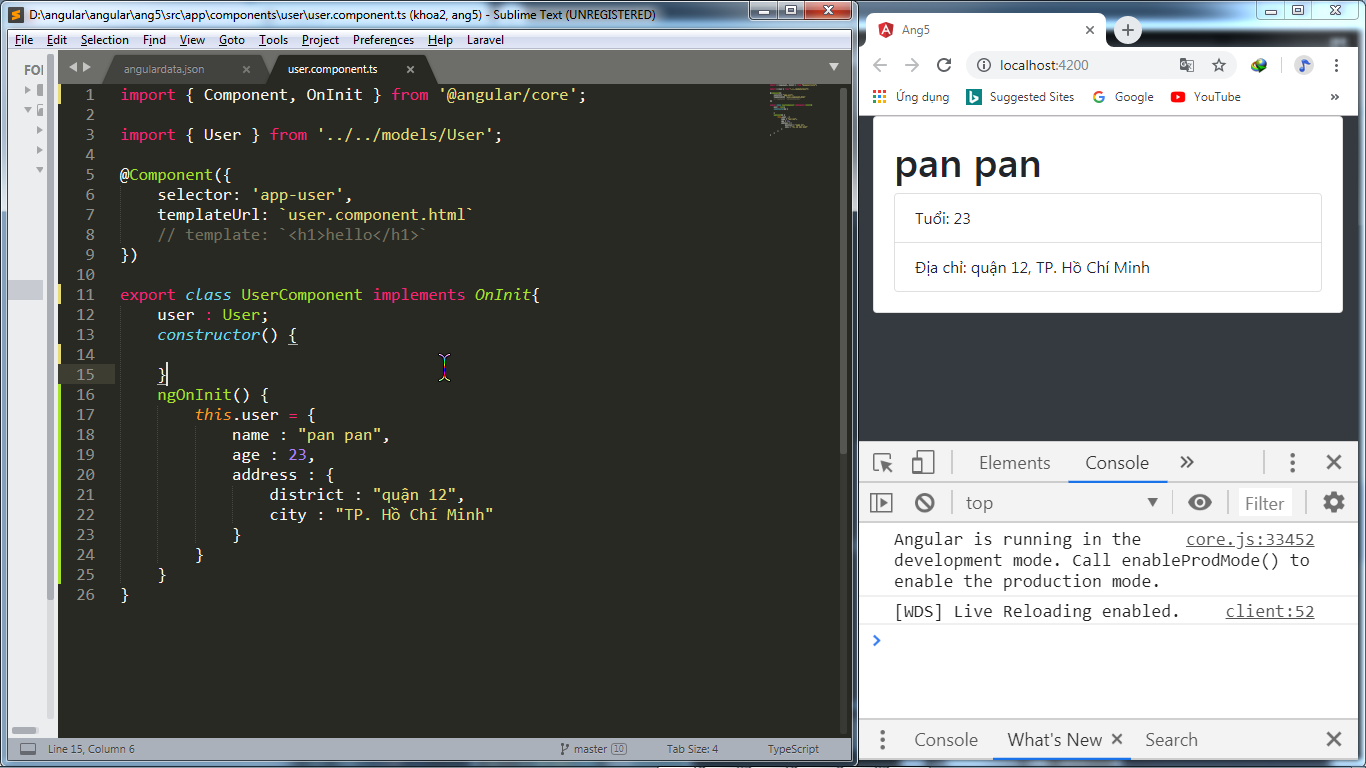 D:\angular\angular\ang5\src\app\components\user\user.component.ts (khoa2, ang5) - Sublime Text (UNREGISTERED)
File Edit Selection Find View Goto Tools Project Preferences Help Laravel
FOI
angulardata.json × user.component.ts ×
1 import { Component, OnInit } from '@angular/core';
2
3 import { User } from '../../models/User';
4
5 @Component({
6 selector: 'app-user',
7 templateUrl: `user.component.html`
8 // template: `<h1>hello</h1>`
9 })
10
11 export class UserComponent implements OnInit{
12 user : User;
13 constructor() {
14
15 }
16 ngOnInit() {
17 this.user = {
18 name : "pan pan",
19 age : 23,
20 address : {
21 district : "quận 12",
22 city : "TP. Hồ Chí Minh"
23 }
24 }
25 }
26 }
Line 15, Column 6 master 10 Tab Size: 4 TypeScript
Ang5
localhost:4200
Ứng dụng Suggested Sites Google YouTube »
pan pan
Tuổi: 23
Địa chỉ: quận 12, TP. Hồ Chí Minh
Elements Console »
top Filter
Angular is running in the core.js:33452
development mode. Call enableProdMode() to
enable the production mode.
[WDS] Live Reloading enabled. client:52
>
Console What's New × Search